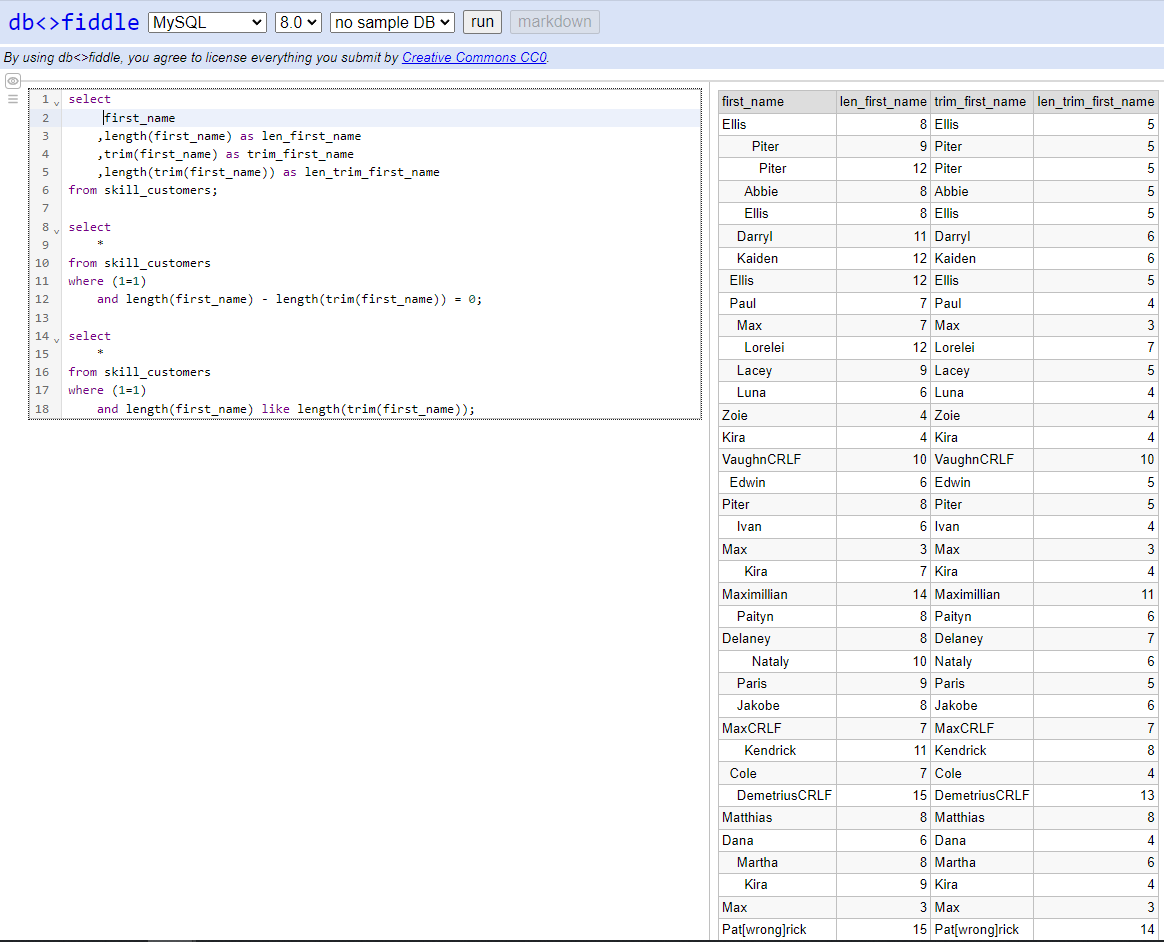 db<>fiddle MySQL 8.0 no sample DB run markdown
By using db<>fiddle, you agree to license everything you submit by Creative Commons CC0.
1 select
2 first_name
3 ,length(first_name) as len_first_name
4 ,trim(first_name) as trim_first_name
5 ,length(trim(first_name)) as len_trim_first_name
6 from skill_customers;
7
8 select
9 *
10 from skill_customers
11 where (1=1)
12 and length(first_name) - length(trim(first_name)) = 0;
13
14 select
15 *
16 from skill_customers
17 where (1=1)
18 and length(first_name) like length(trim(first_name));
first_name len_first_name trim_first_name len_trim_first_name
Ellis 8 Ellis 5
Piter 9 Piter 5
Piter 12 Piter 5
Abbie 8 Abbie 5
Ellis 8 Ellis 5
Darryl 11 Darryl 6
Kaiden 12 Kaiden 6
Ellis 12 Ellis 5
Paul 7 Paul 4
Max 7 Max 3
Lorelei 12 Lorelei 7
Lacey 9 Lacey 5
Luna 6 Luna 4
Zoie 4 Zoie 4
Kira 4 Kira 4
VaughnCRLF 10 VaughnCRLF 10
Edwin 6 Edwin 5
Piter 8 Piter 5
Ivan 6 Ivan 4
Max 3 Max 3
Kira 7 Kira 4
Maximillian 14 Maximillian 11
Paityn 8 Paityn 6
Delaney 8 Delaney 7
Nataly 10 Nataly 6
Paris 9 Paris 5
Jakobe 8 Jakobe 6
MaxCRLF 7 MaxCRLF 7
Kendrick 11 Kendrick 8
Cole 7 Cole 4
DemetriusCRLF 15 DemetriusCRLF 13
Matthias 8 Matthias 8
Dana 6 Dana 4
Martha 8 Martha 6
Kira 9 Kira 4
Max 3 Max 3
Pat[wrong]rick 15 Pat[wrong]rick 14